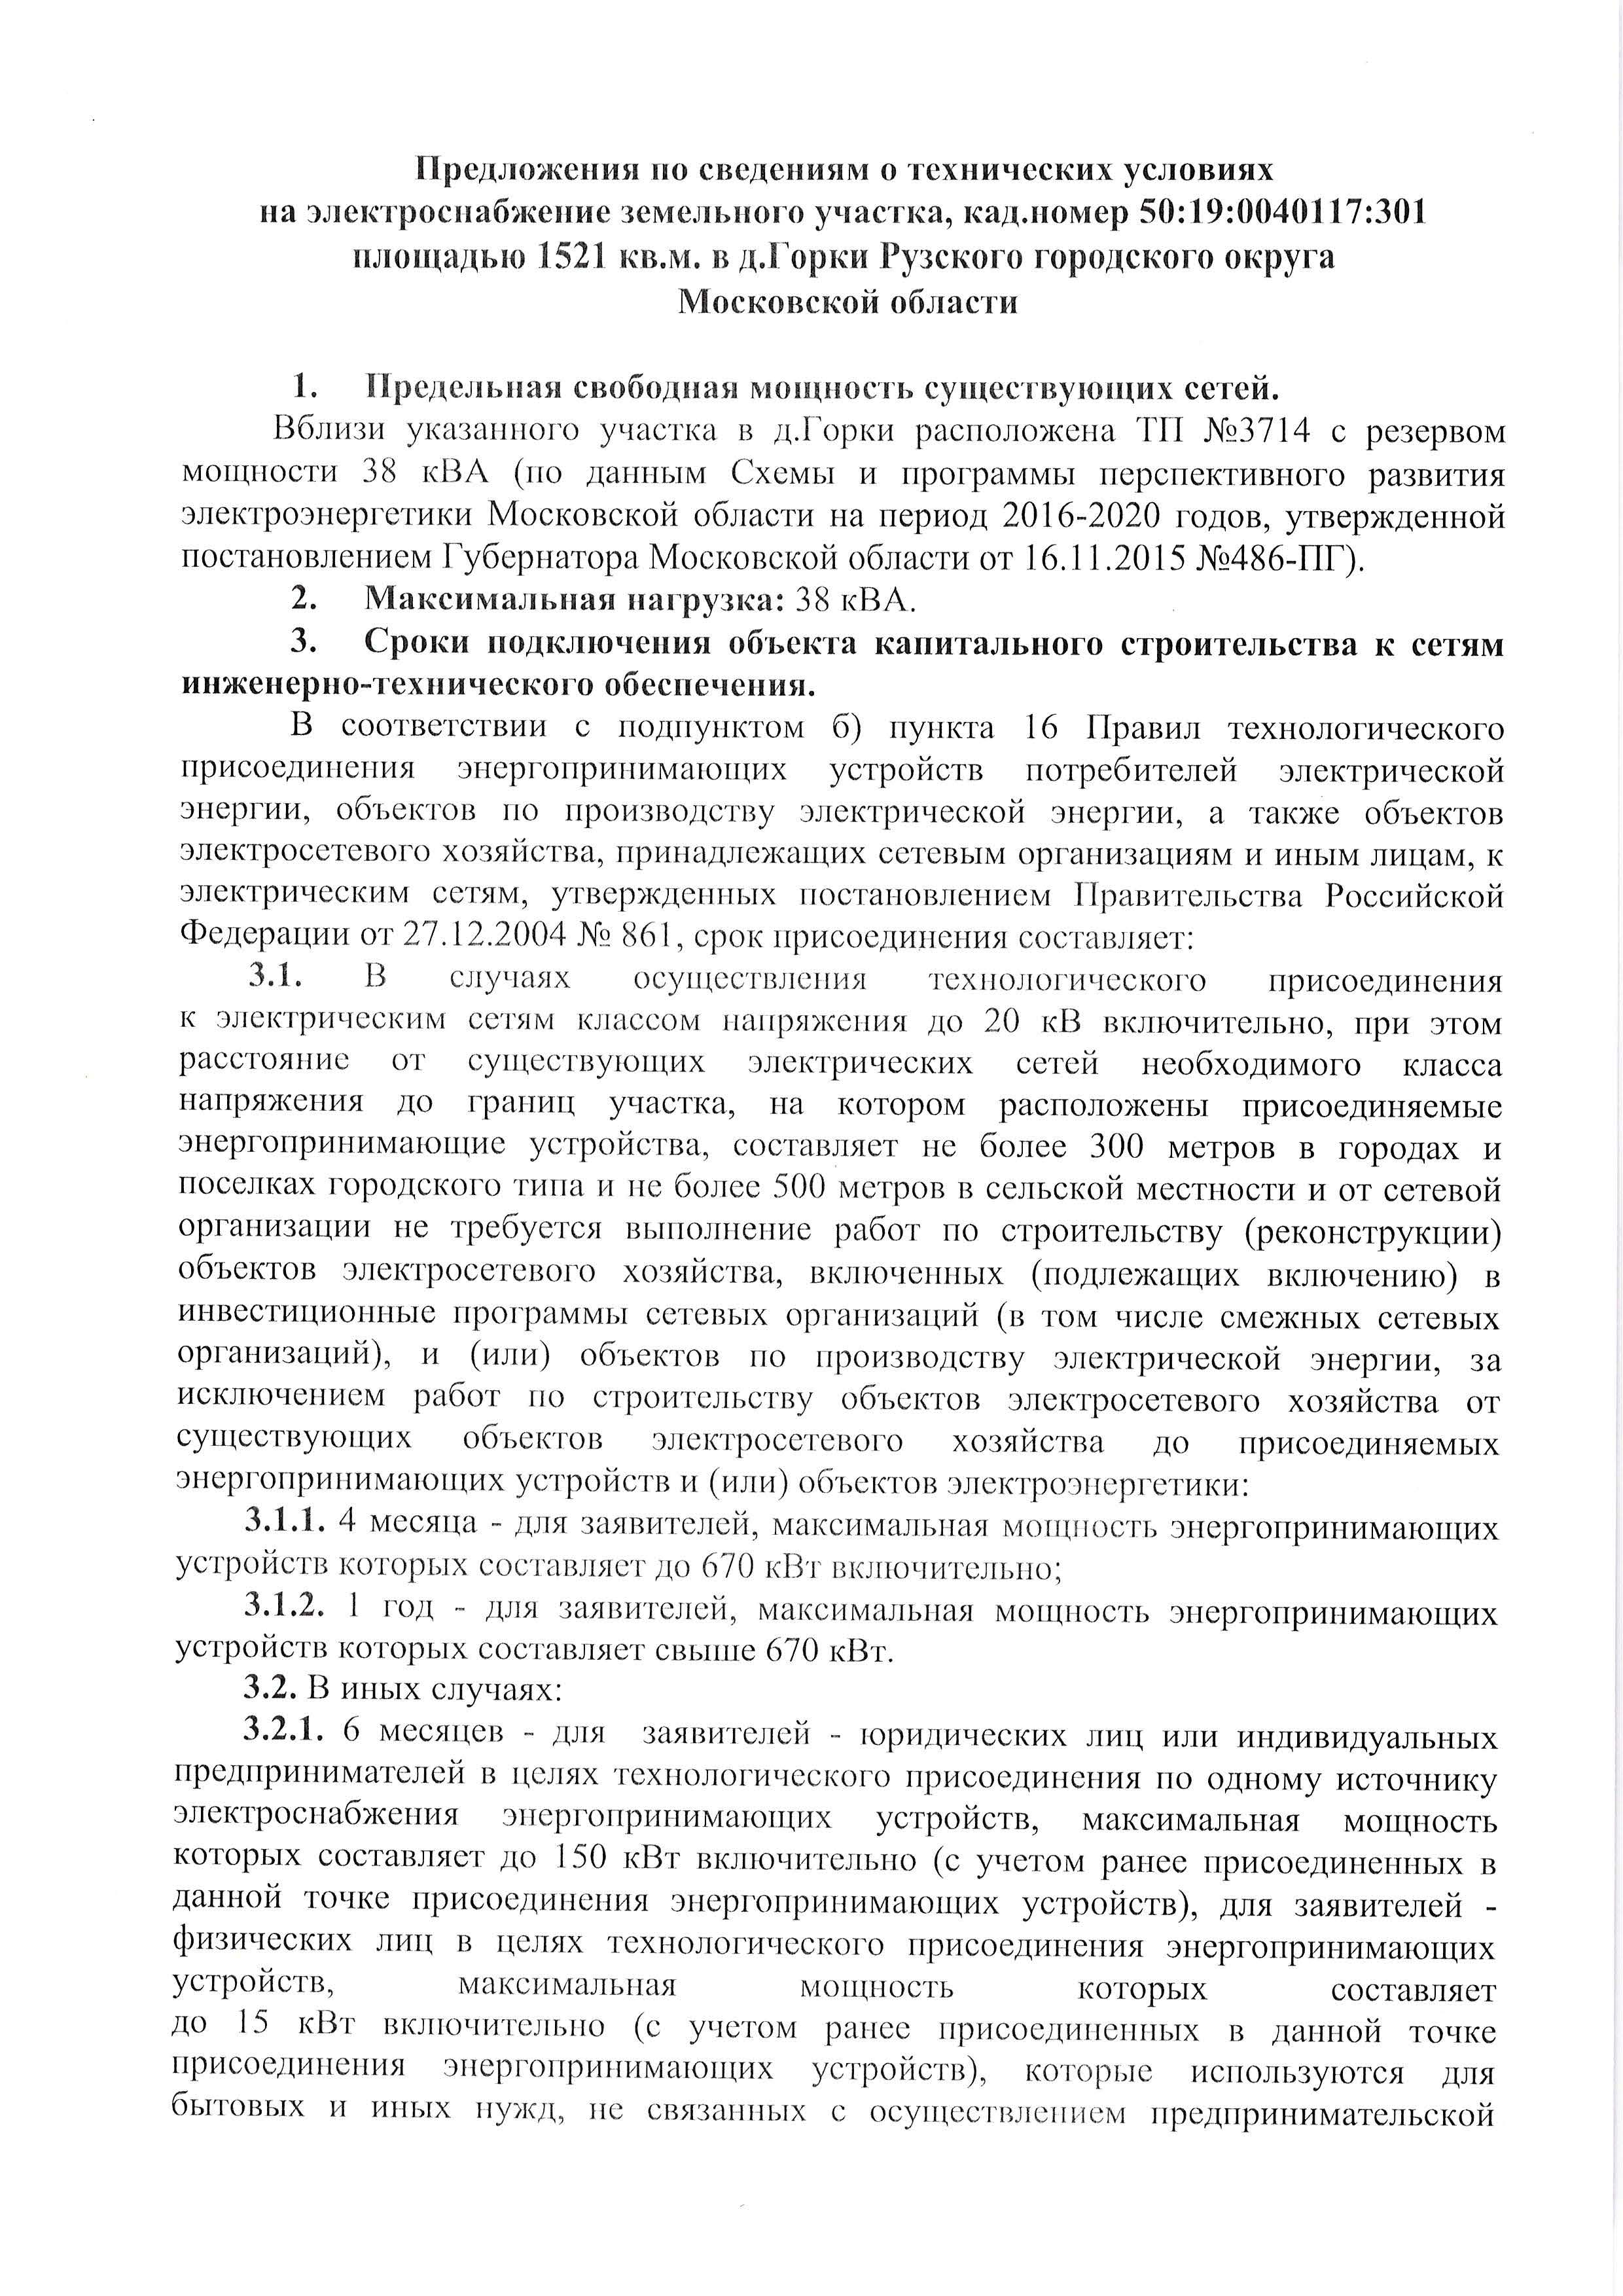 Предложения по сведениям о технических условиях
на электроснабжение земельного участка, кад.номер 50:19:0040117:301
площадью 1521 кв.м. в д.Горки Рузского городского округа
Московской области
1. Предельная свободная мощность существующих сетей.
Вблизи указанного участка в д.Горки расположена ТП №3714 с резервом
мощности 38 кВА (по данным Схемы и программы перспективного развития
электроэнергетики Московской области на период 2016-2020 годов, утвержденной
постановлением Губернатора Московской области от 16.11.2015 №486-ПГ).
2. Максимальная нагрузка: 38 кВА.
3. Сроки подключения объекта капитального строительства к сетям
инженерно-технического обеспечения.
В соответствии с подпунктом б) пункта 16 Правил технологического
присоединения энергопринимающих устройств потребителей электрической
энергии, объектов по производству электрической энергии, а также объектов
электросетевого хозяйства, принадлежащих сетевым организациям и иным лицам, к
электрическим сетям, утвержденных постановлением Правительства Российской
Федерации от 27.12.2004 № 861, срок присоединения составляет:
3.1. В случаях осуществления технологического присоединения
к электрическим сетям классом напряжения до 20 кВ включительно, при этом
расстояние от существующих электрических сетей необходимого класса
напряжения до границ участка, на котором расположены присоединяемые
энергопринимающие устройства, составляет не более 300 метров в городах и
поселках городского типа и не более 500 метров в сельской местности и от сетевой
организации не требуется выполнение работ по строительству (реконструкции)
объектов электросетевого хозяйства, включенных (подлежащих включению) в
инвестиционные программы сетевых организаций (в том числе смежных сетевых
организаций), и (или) объектов по производству электрической энергии, за
исключением работ по строительству объектов электросетевого хозяйства от
существующих объектов электросетевого хозяйства до присоединяемых
энергопринимающих устройств и (или) объектов электроэнергетики:
3.1.1. 4 месяца - для заявителей, максимальная мощность энергопринимающих
устройств которых составляет до 670 кВт включительно;
3.1.2. 1 год - для заявителей, максимальная мощность энергопринимающих
устройств которых составляет свыше 670 кВт.
3.2. В иных случаях:
3.2.1. 6 месяцев - для заявителей - юридических лиц или индивидуальных
предпринимателей в целях технологического присоединения по одному источнику
электроснабжения энергопринимающих устройств, максимальная мощность
которых составляет до 150 кВт включительно (с учетом ранее присоединенных в
данной точке присоединения энергопринимающих устройств), для заявителей -
физических лиц в целях технологического присоединения энергопринимающих
устройств, максимальная мощность которых составляет
до 15 кВт включительно (с учетом ранее присоединенных в данной точке
присоединения энергопринимающих устройств), которые используются для
бытовых и иных нужд, не связанных с осуществлением предпринимательской